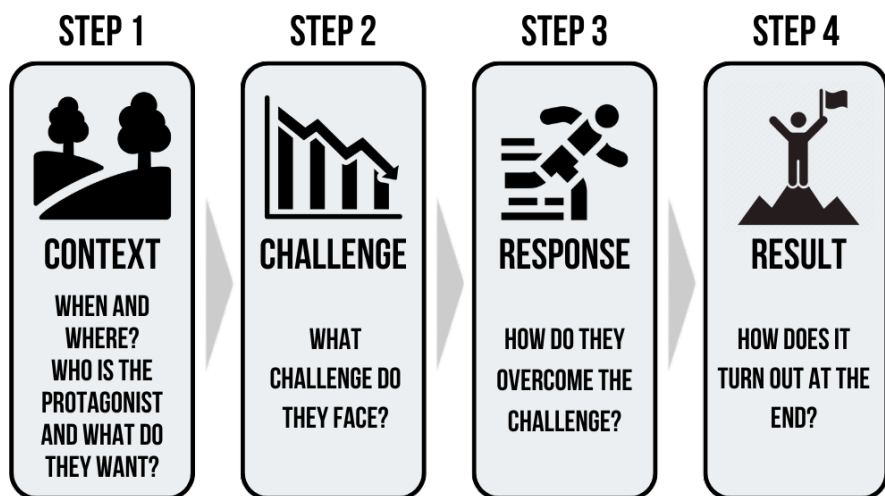 STEP 1
CONTEXT
WHEN AND
WHERE?
WHO IS THE
PROTAGONIST
AND WHAT DO
THEY WANT?
STEP 2
CHALLENGE
WHAT
CHALLENGE DO
THEY FACE?
STEP 3
RESPONSE
HOW DO THEY
OVERCOME THE
CHALLENGE?
STEP 4
RESULT
HOW DOES IT
TURN OUT AT THE
END?